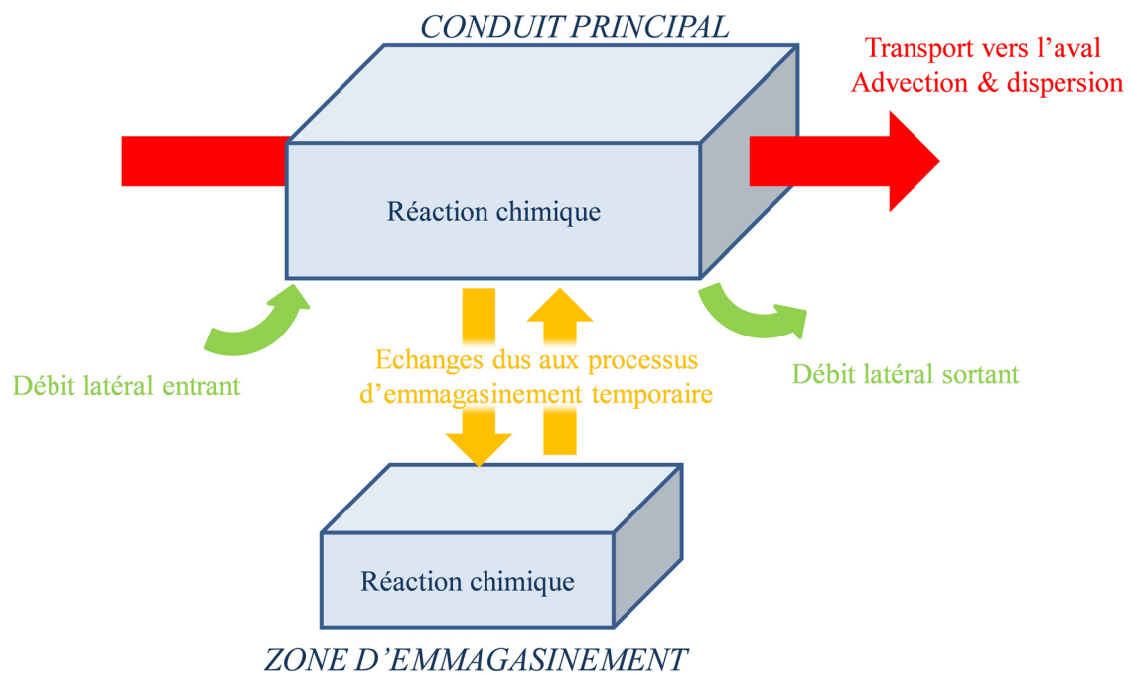 CONDUIT PRINCIPAL
Transport vers l’aval
Advection & dispersion
Réaction chimique
Echanges dus aux processus
d’emmagasinement temporaire
Débit latéral entrant
Débit latéral sortant
Réaction chimique
ZONE D’EMMAGASINEMENT